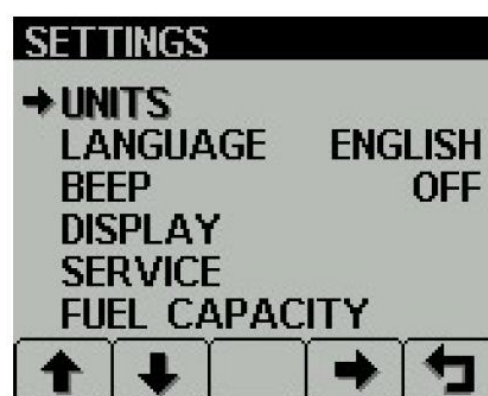 SETTINGS
UNITS
LANGUAGE ENGLISH
BEEP OFF
DISPLAY
SERVICE
FUEL CAPACITY